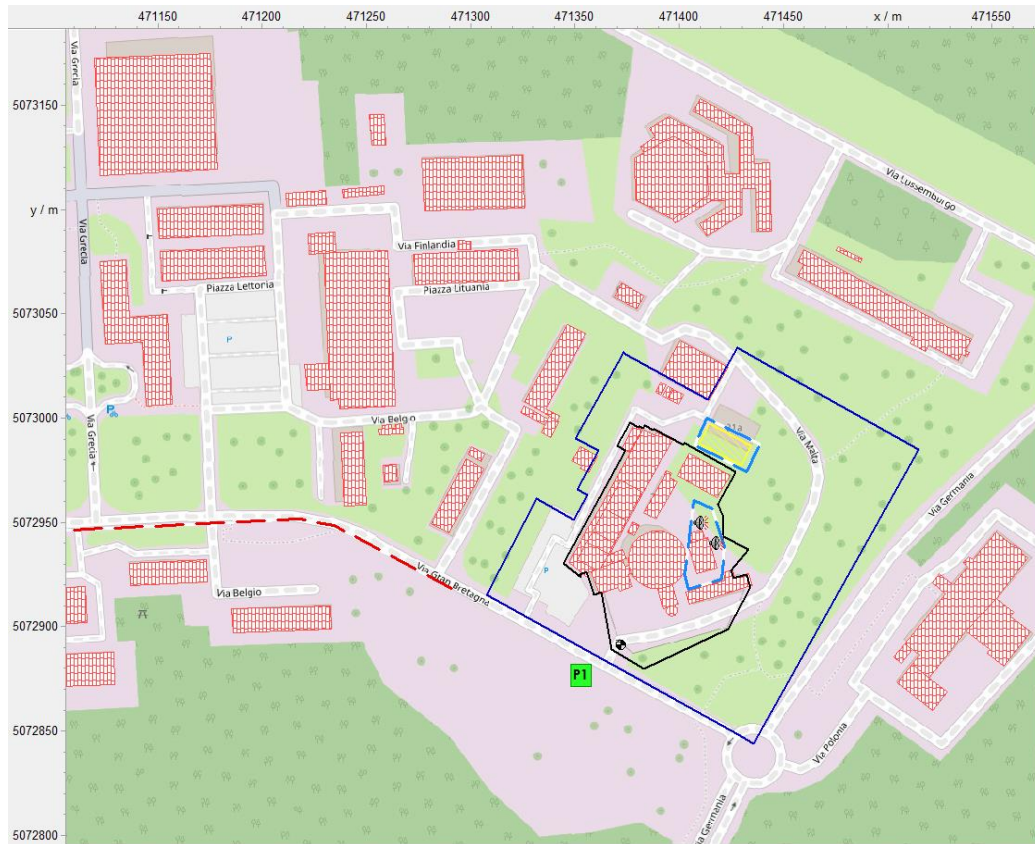 471150 471200 471250 471300 471350 471400 471450 x / m 471550
Via Grecia
5073150
Via Lussemburgo
y / m
Via Grecia
Via Finlandia
Piazza Lettonia
Piazza Lituania
5073050
P
5073000
P
Via Grecia
Via Belgio
21a
Via Malta
5072950
Via Germania
Via Gran Bretagna
P
Via Belgio
5072900
P1
5072850
Via Polonia
Via Germania
5072800